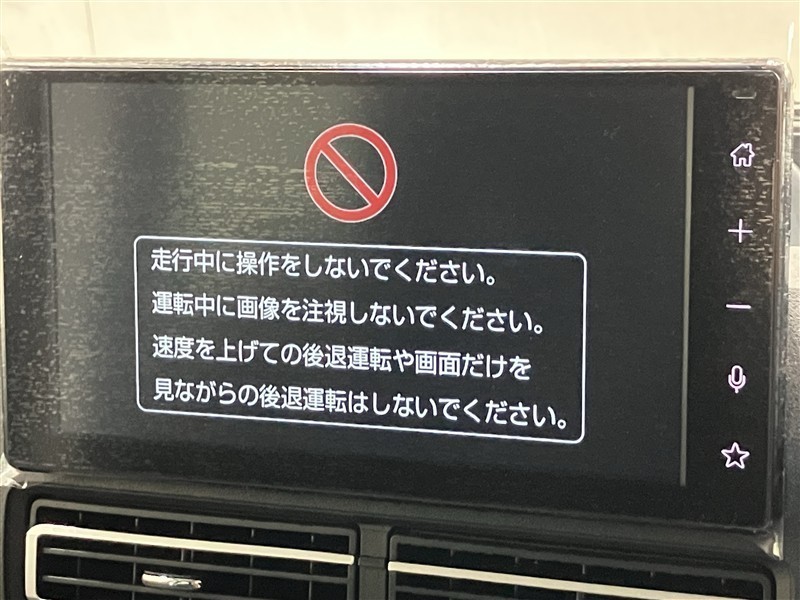 走行中に操作をしないでください。
運転中に画像を注視しないでください。
速度を上げての後退運転や画面だけを
見ながらの後退運転はしないでください。